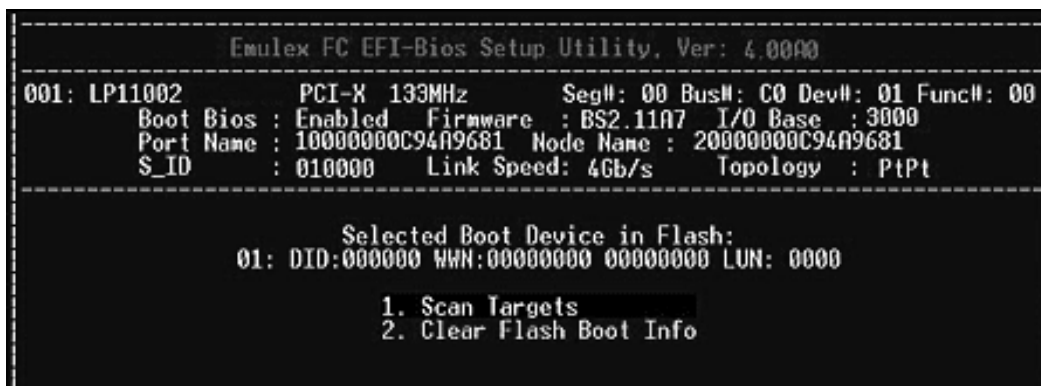 Emulex FC EFI-Bios Setup Utility, Ver: 4.00A0
001: LP11002 PCI-X 133MHz Seg#: 00 Bus#: C0 Dev#: 01 Func#: 00
Boot Bios : Enabled Firmware : BS2.11A7 I/O Base : 3000
Port Name : 10000000C94A9681 Node Name : 20000000C94A9681
S_ID : 010000 Link Speed: 4Gb/s Topology : PtPt
Selected Boot Device in Flash:
01: DID:000000 WWN:00000000 00000000 LUN: 0000
1. Scan Targets
2. Clear Flash Boot Info